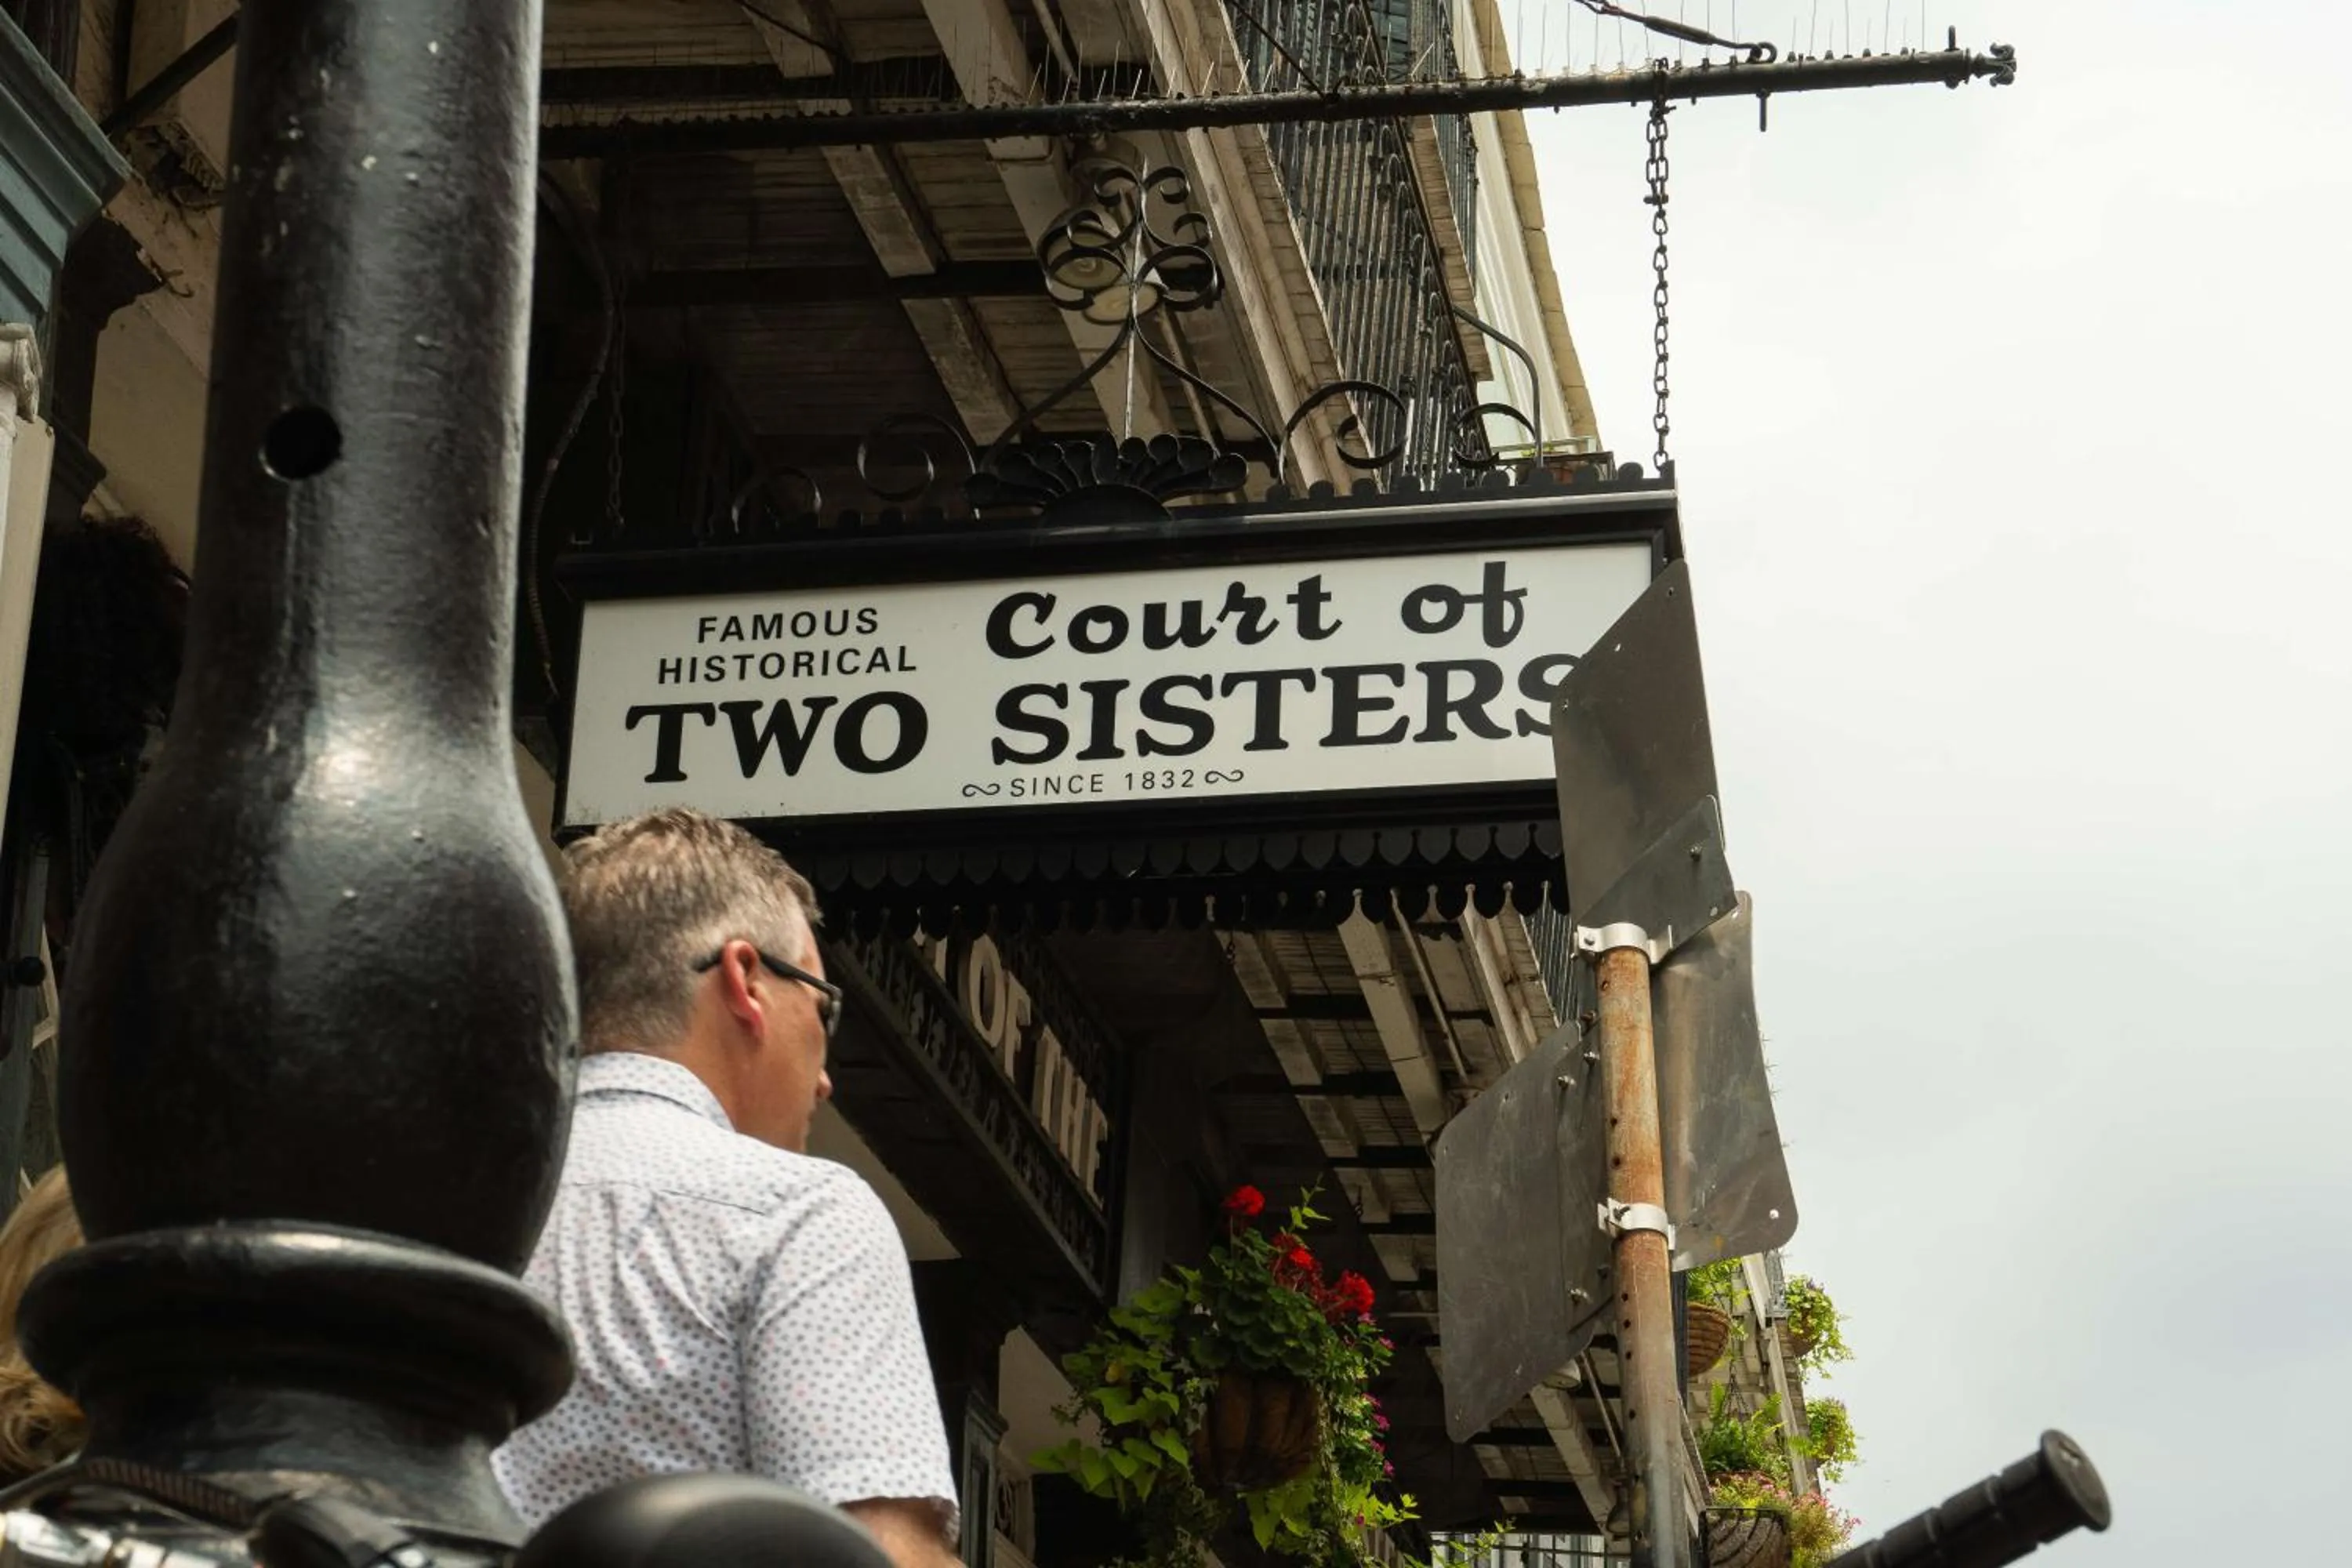 FAMOUS
HISTORICAL
Court of
TWO SISTERS
SINCE 1832
OF THE